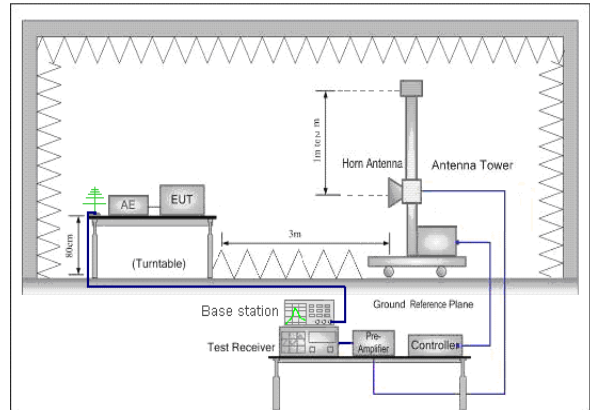 1m to 2 m
Horn Antenna
Antenna Tower
AE
EUT
80cm
(Turntable)
3m
Ground Reference Plane
Base station
Test Receiver
Pre-
Amplifier
Controller